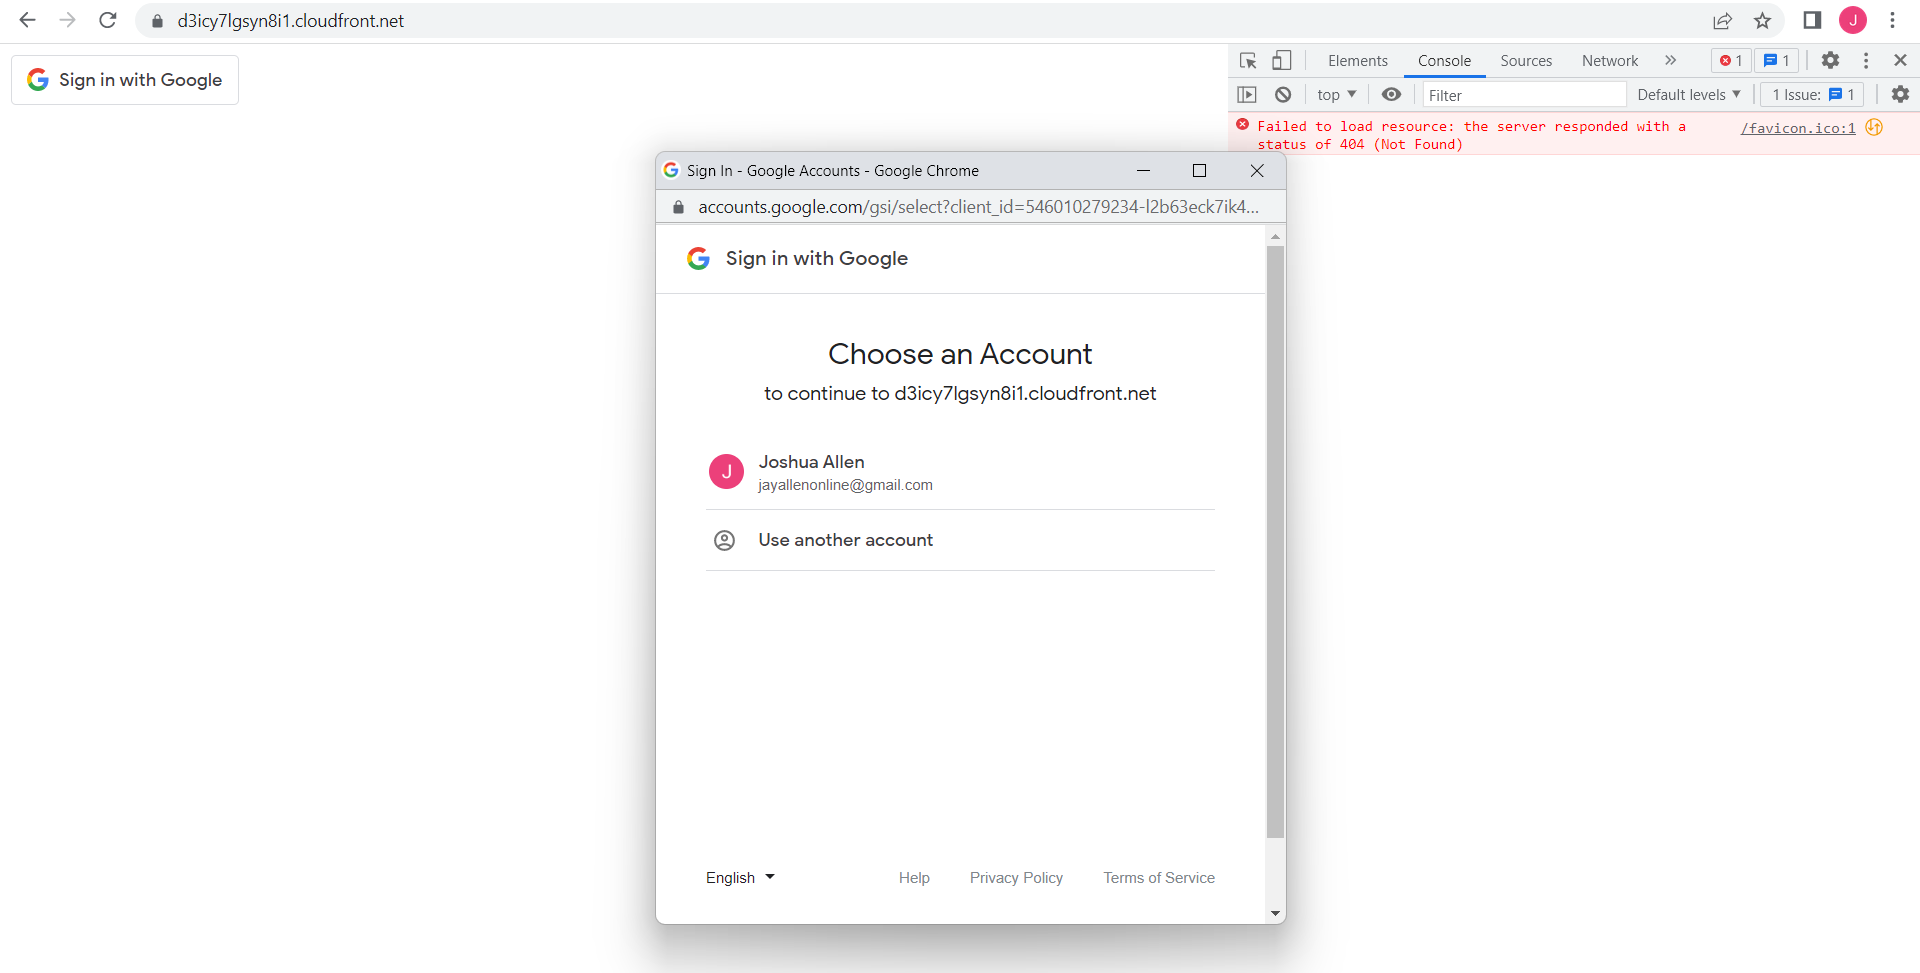 d3icy7lgsyn8i1.cloudfront.net
J
Sign in with Google
Elements
Console
Sources
Network
1
1
top
Filter
Default levels
1 Issue:
1
Failed to load resource: the server responded with a
status of 404 (Not Found)
/favicon.ico:1
Sign In - Google Accounts - Google Chrome
accounts.google.com/gsi/select?client_id=546010279234-l2b63eck7ik4...
Sign in with Google
Choose an Account
to continue to d3icy7lgsyn8i1.cloudfront.net
J
Joshua Allen
jayallenonline@gmail.com
Use another account
English
Help
Privacy Policy
Terms of Service